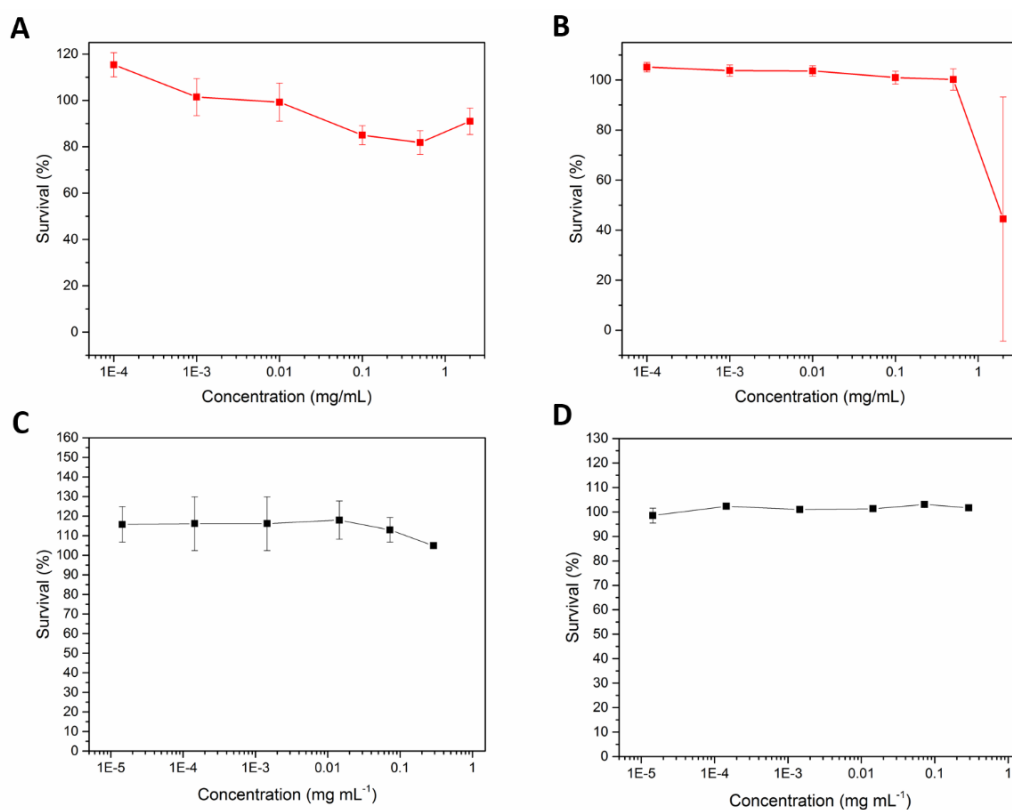 A
120
100
80
60
40
20
0
Survival (%)
1E-4 1E-3 0.01 0.1 1
Concentration (mg/mL)
B
100
80
60
40
20
0
Survival (%)
1E-4 1E-3 0.01 0.1 1
Concentration (mg/mL)
C
160
150
140
130
120
110
100
90
80
70
60
50
40
30
20
10
0
Survival (%)
1E-5 1E-4 1E-3 0.01 0.1 1
Concentration (mg mL⁻¹)
D
130
120
110
100
90
80
70
60
50
40
30
20
10
0
Survival (%)
1E-5 1E-4 1E-3 0.01 0.1 1
Concentration (mg mL⁻¹)